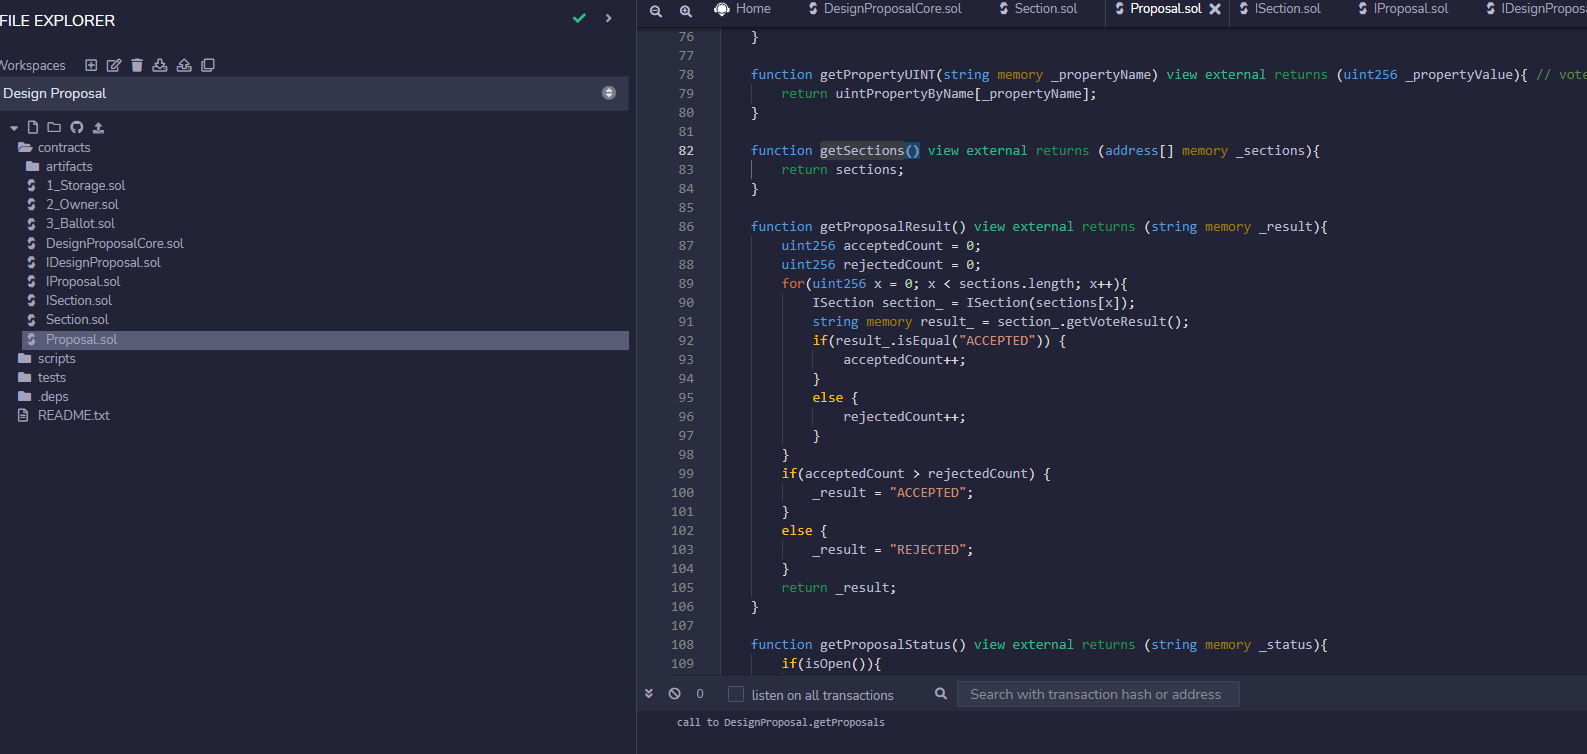 FILE EXPLORER
Workspaces
Design Proposal
contracts
artifacts
1_Storage.sol
2_Owner.sol
3_Ballot.sol
DesignProposalCore.sol
IDesignProposal.sol
IProposal.sol
ISection.sol
Section.sol
Proposal.sol
scripts
tests
.deps
README.txt
Home DesignProposalCore.sol Section.sol Proposal.sol ISection.sol IProposal.sol IDesignPropos
76 }
77
78 function getPropertyUINT(string memory _propertyName) view external returns (uint256 _propertyValue){ // vote
79 return uintPropertyByName[_propertyName];
80 }
81
82 function getSections() view external returns (address[] memory _sections){
83 return sections;
84 }
85
86 function getProposalResult() view external returns (string memory _result){
87 uint256 acceptedCount = 0;
88 uint256 rejectedCount = 0;
89 for(uint256 x = 0; x < sections.length; x++){
90 ISection section_ = ISection(sections[x]);
91 string memory result_ = section_.getVoteResult();
92 if(result_.isEqual("ACCEPTED")) {
93 acceptedCount++;
94 }
95 else {
96 rejectedCount++;
97 }
98 }
99 if(acceptedCount > rejectedCount) {
100 _result = "ACCEPTED";
101 }
102 else {
103 _result = "REJECTED";
104 }
105 return _result;
106 }
107
108 function getProposalStatus() view external returns (string memory _status){
109 if(isOpen()){
0 listen on all transactions Search with transaction hash or address
call to DesignProposal.getProposals